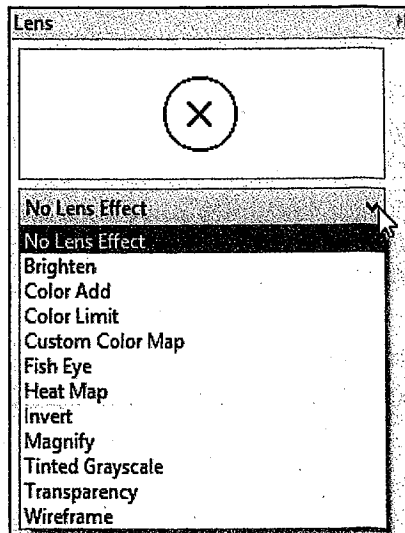 Lens
No Lens Effect
No Lens Effect
Brighten
Color Add
Color Limit
Custom Color Map
Fish Eye
Heat Map
Invert
Magnify
Tinted Grayscale
Transparency
Wireframe